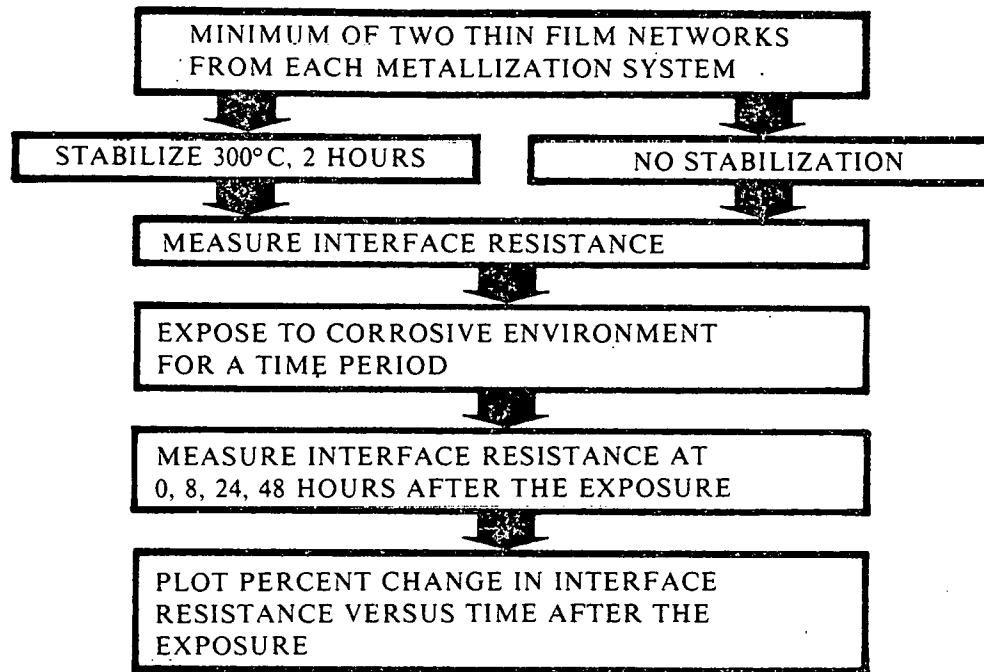 MINIMUM OF TWO THIN FILM NETWORKS
FROM EACH METALLIZATION SYSTEM
STABILIZE 300°C, 2 HOURS
NO STABILIZATION
MEASURE INTERFACE RESISTANCE
EXPOSE TO CORROSIVE ENVIRONMENT
FOR A TIME PERIOD
MEASURE INTERFACE RESISTANCE AT
0, 8, 24, 48 HOURS AFTER THE EXPOSURE
PLOT PERCENT CHANGE IN INTERFACE
RESISTANCE VERSUS TIME AFTER THE
EXPOSURE